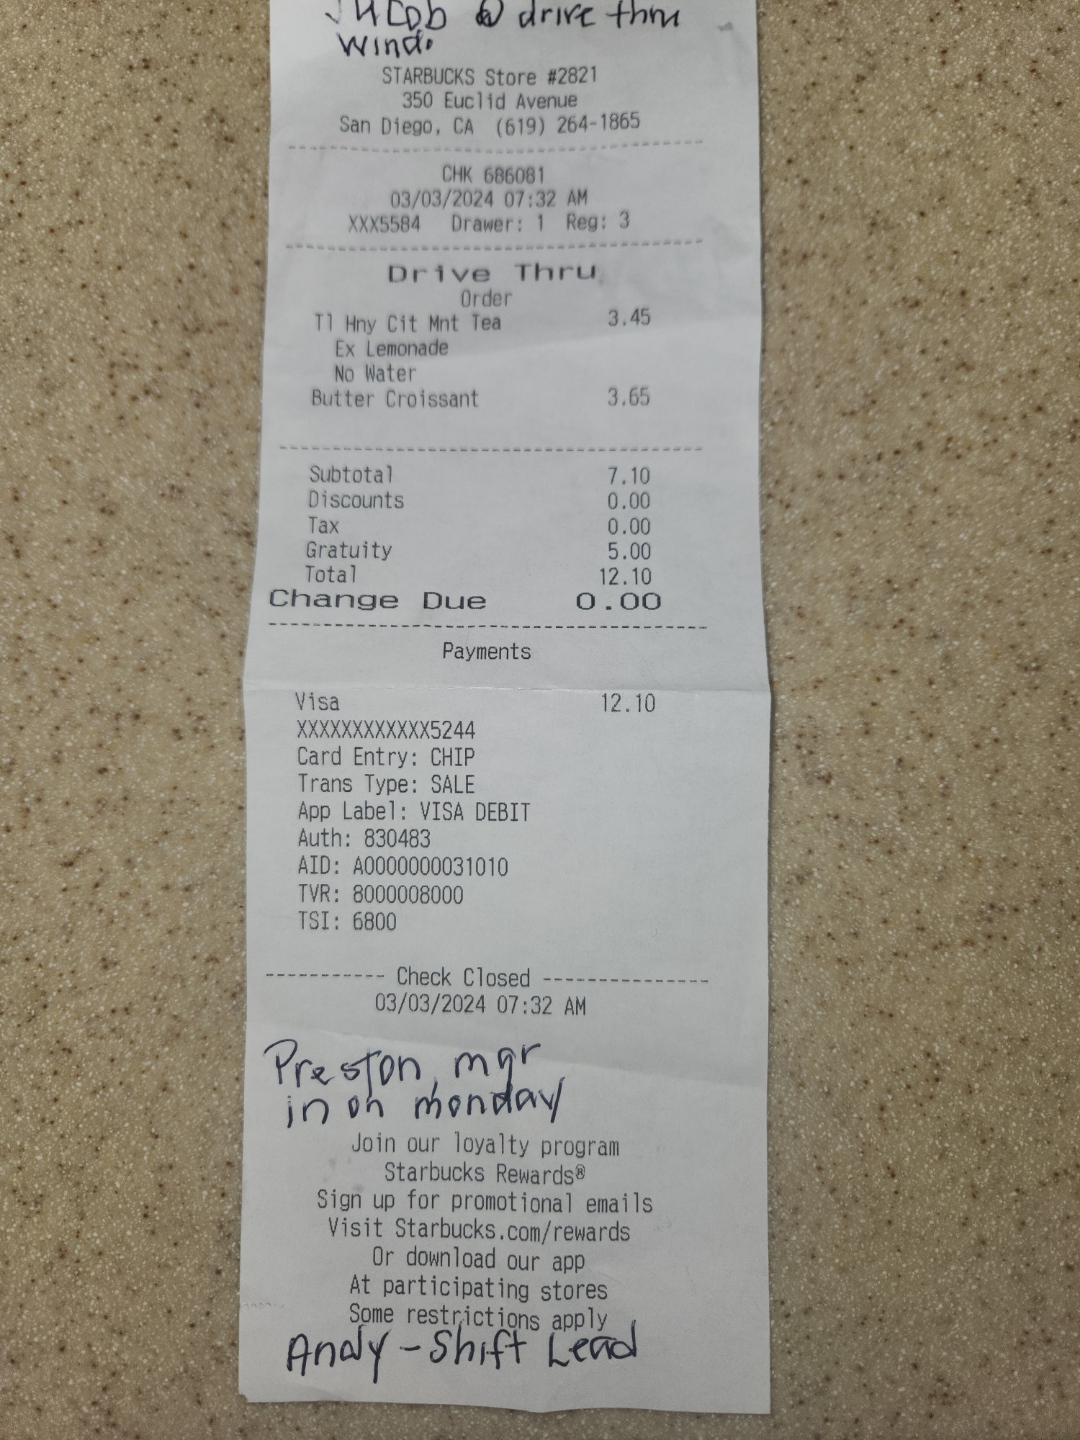 Jacob @ drive thru
windo
STARBUCKS Store #2821
350 Euclid Avenue
San Diego, CA (619) 264-1865
CHK 686081
03/03/2024 07:32 AM
XXX5584 Drawer: 1 Reg: 3
Drive Thru
Order
Tl Hny Cit Mnt Tea 3.45
Ex Lemonade
No Water
Butter Croissant 3.65
Subtotal 7.10
Discounts 0.00
Tax 0.00
Gratuity 5.00
Total 12.10
Change Due 0.00
Payments
Visa 12.10
XXXXXXXXXXXX5244
Card Entry: CHIP
Trans Type: SALE
App Label: VISA DEBIT
Auth: 830483
AID: A0000000031010
TVR: 8000008000
TSI: 6800
----------- Check Closed ---------------
03/03/2024 07:32 AM
Preston, mgr
in on monday
Join our loyalty program
Starbucks Rewards®
Sign up for promotional emails
Visit Starbucks.com/rewards
Or download our app
At participating stores
Some restrictions apply
Andy - Shift Lead